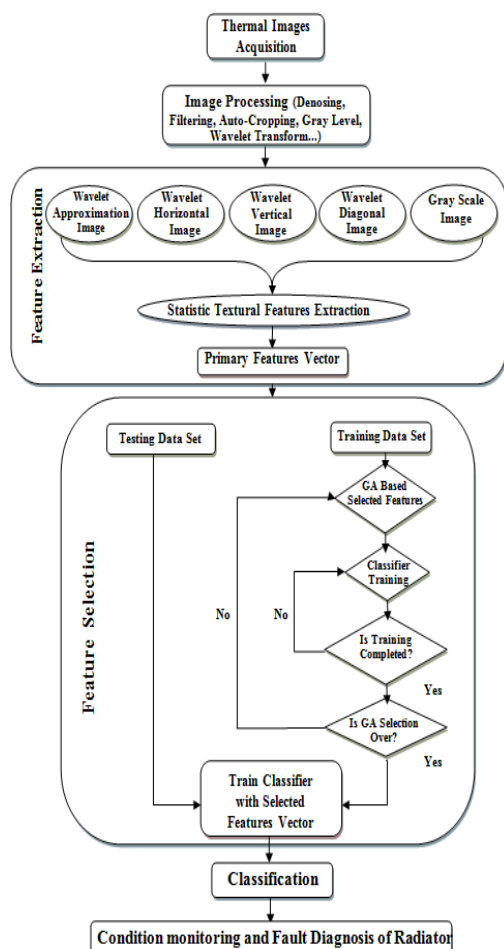 Thermal Images
Acquisition
Image Processing (Denosing,
Filtering, Auto-Cropping, Gray Level,
Wavelet Transform...)
Feature Extraction
Wavelet
Approximation
Image
Wavelet
Horizontal
Image
Wavelet
Vertical
Image
Wavelet
Diagonal
Image
Gray Scale
Image
Statistic Textural Features Extraction
Primary Features Vector
Feature Selection
Testing Data Set
Training Data Set
GA Based
Selected Features
Classifier
Training
No
No
Is Training
Completed?
Yes
Is GA Selection
Over?
Yes
Train Classifier
with Selected
Features Vector
Classification
Condition monitoring and Fault Diagnosis of Radiator